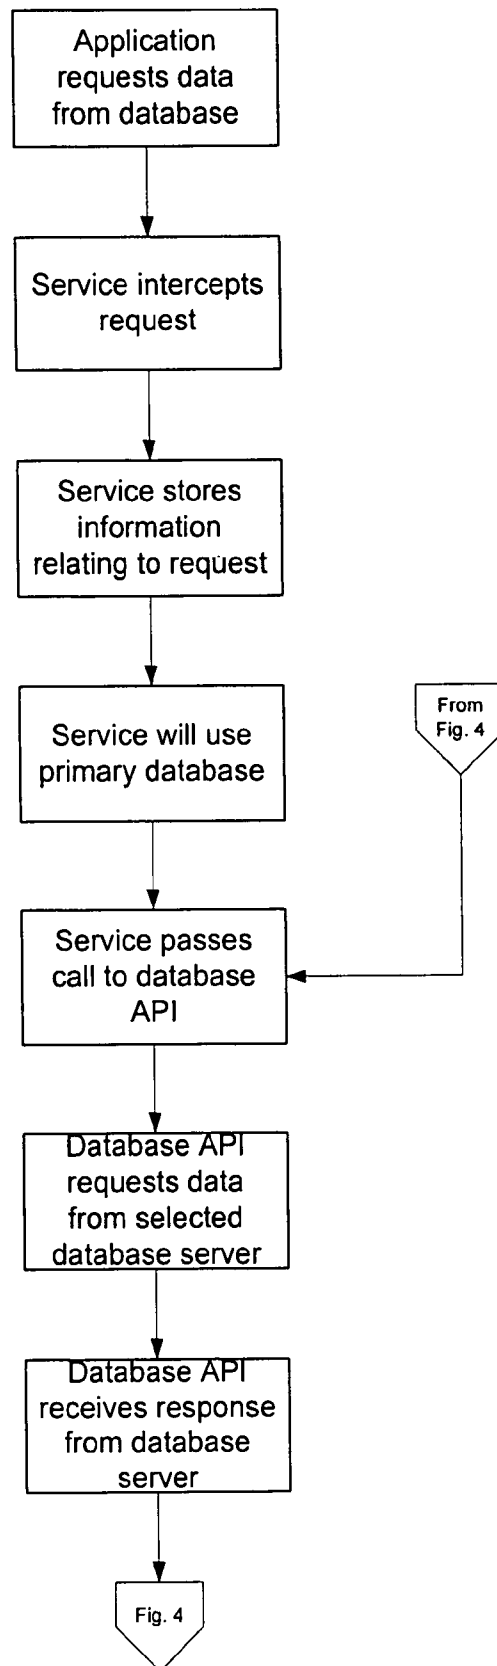 Application
requests data
from database
Service intercepts
request
Service stores
information
relating to request
Service will use
primary database
From
Fig. 4
Service passes
call to database
API
Database API
requests data
from selected
database server
Database API
receives response
from database
server
Fig. 4